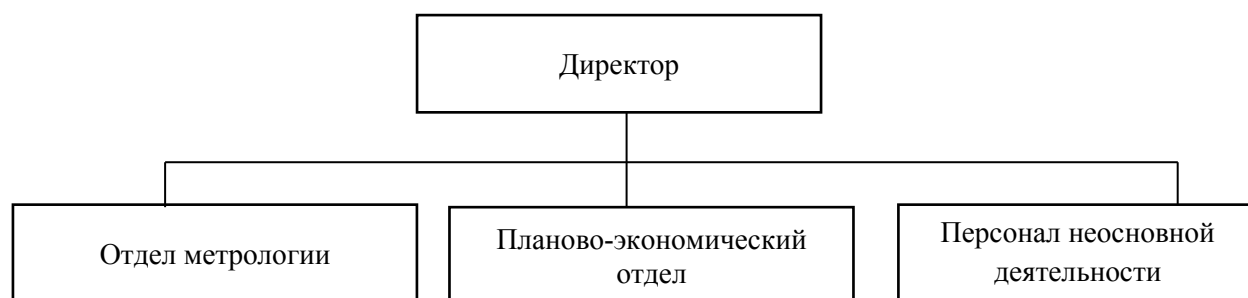 Директор
Отдел метрологии
Планово-экономический
отдел
Персонал неосновной
деятельности